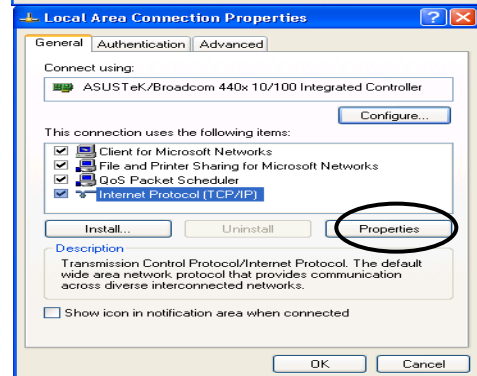 Local Area Connection Properties
General Authentication Advanced
Connect using:
ASUSTeK/Broadcom 440x 10/100 Integrated Controller
Configure...
This connection uses the following items:
Client for Microsoft Networks
File and Printer Sharing for Microsoft Networks
QoS Packet Scheduler
Internet Protocol (TCP/IP)
Install... Uninstall Properties
Description
Transmission Control Protocol/Internet Protocol. The default
wide area network protocol that provides communication
across diverse interconnected networks.
Show icon in notification area when connected
OK Cancel